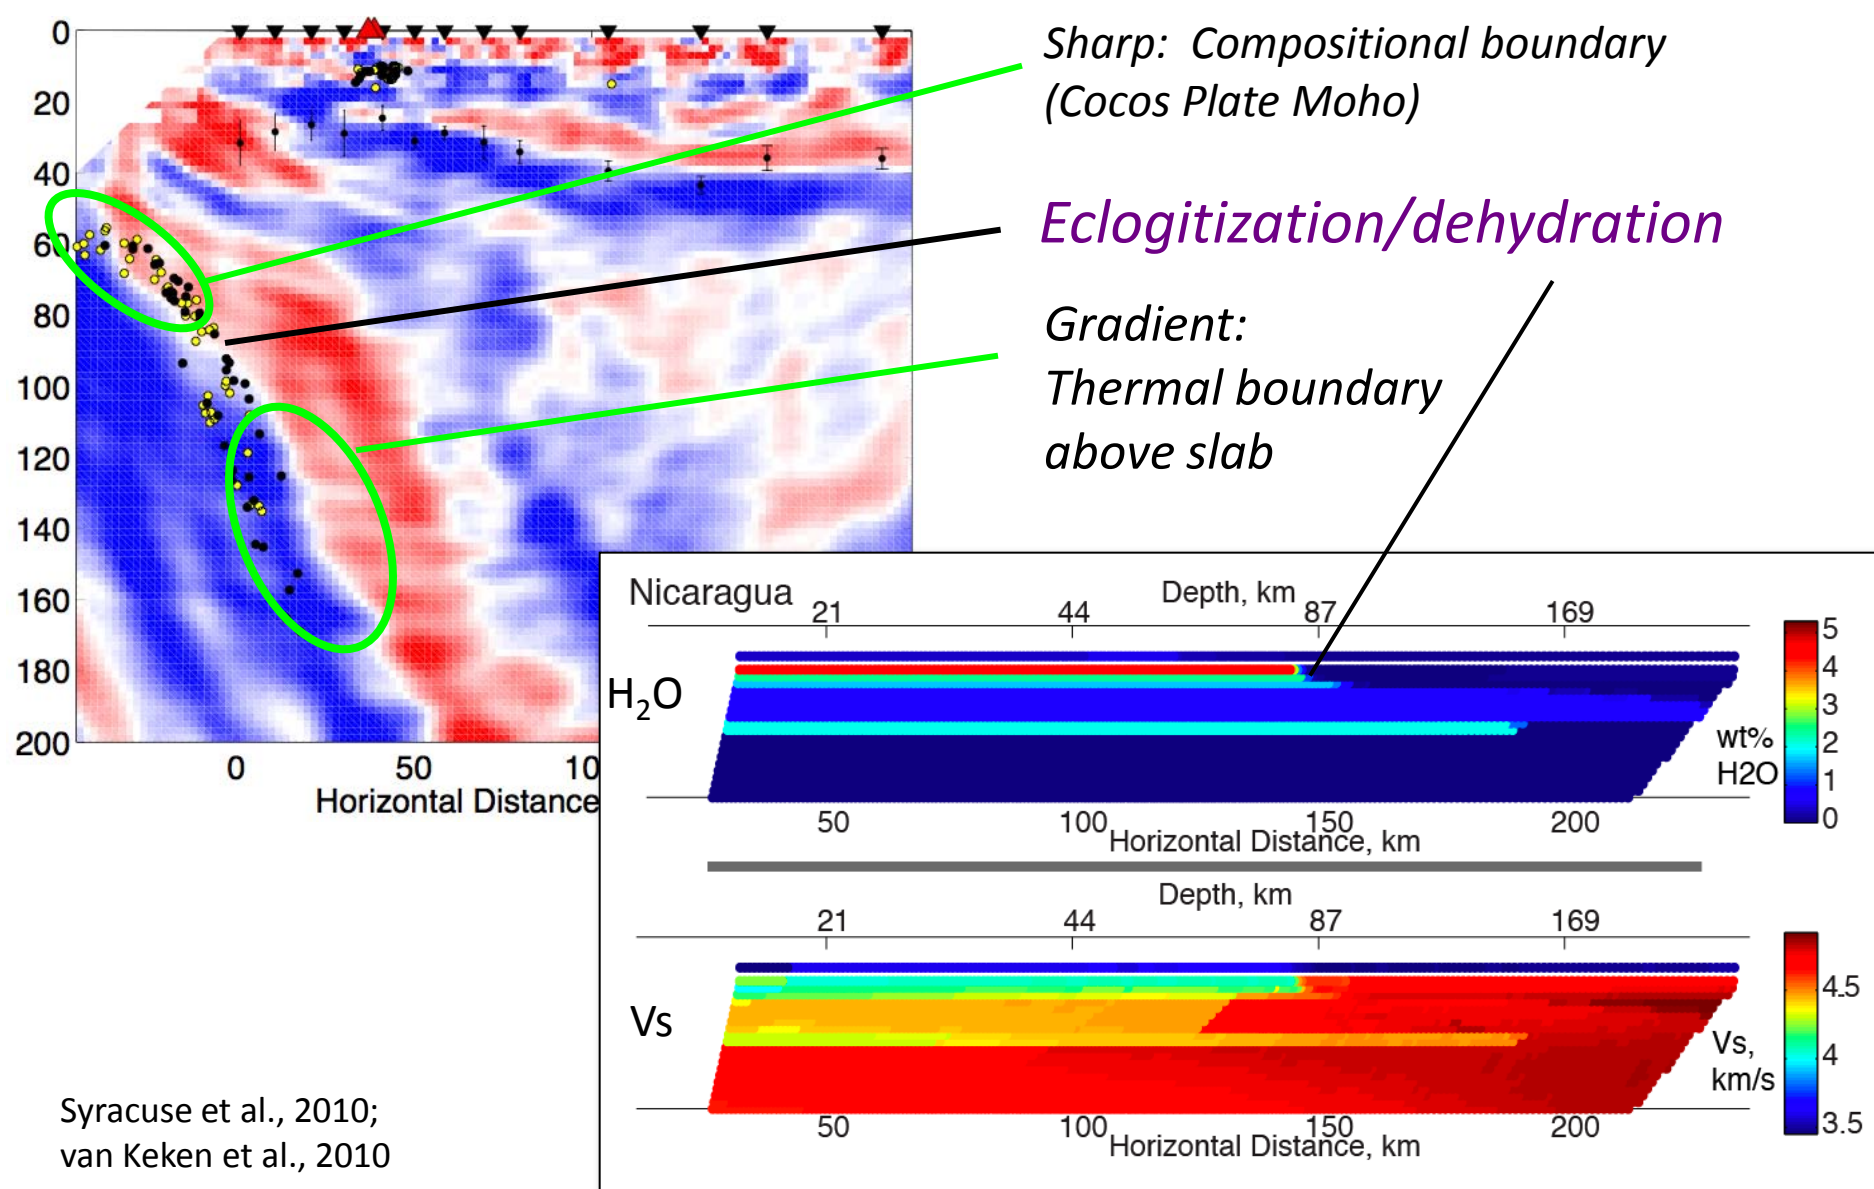 0
20
40
60
80
100
120
140
160
180
200
0 50 10
Horizontal Distance
Sharp: Compositional boundary
(Cocos Plate Moho)
Eclogitization/dehydration
Gradient:
Thermal boundary
above slab
Nicaragua
Depth, km
21 44 87 169
H2O
5
4
3
2
1
0
wt%
H2O
50 100 150 200
Horizontal Distance, km
Depth, km
21 44 87 169
Vs
4.5
4
3.5
Vs,
km/s
50 100 150 200
Horizontal Distance, km
Syracuse et al., 2010;
van Keken et al., 2010